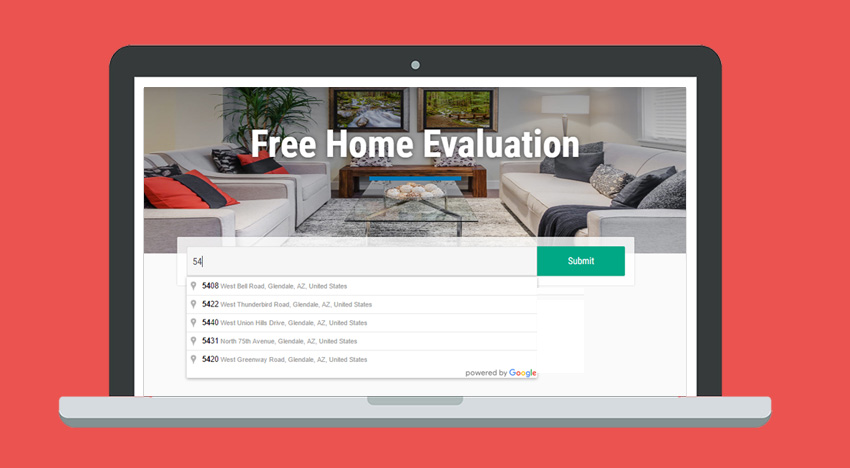 Free Home Evaluation
54
Submit
5408 West Bell Road, Glendale, AZ, United States
5422 West Thunderbird Road, Glendale, AZ, United States
5440 West Union Hills Drive, Glendale, AZ, United States
5431 North 75th Avenue, Glendale, AZ, United States
5420 West Greenway Road, Glendale, AZ, United States
powered by Google